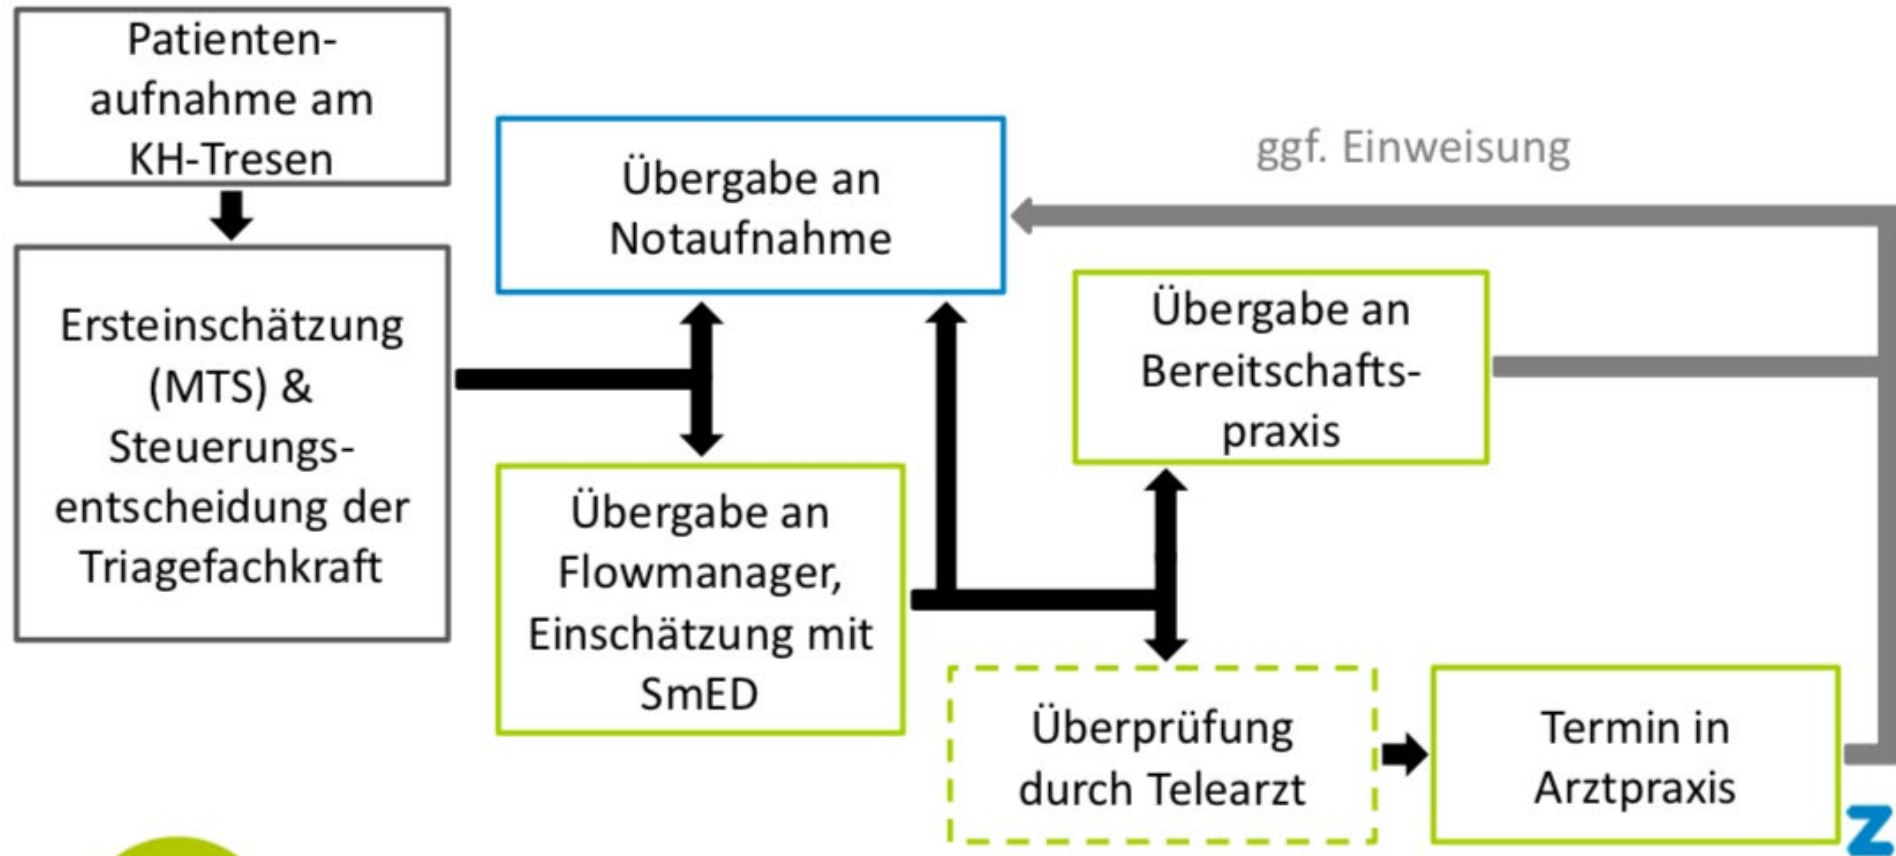 Patienten-
aufnahme am
KH-Tresen
Ersteinschätzung
(MTS) &
Steuerungs-
entscheidung der
Triagefachkraft
Übergabe an
Notaufnahme
ggf. Einweisung
Übergabe an
Bereitschafts-
praxis
Übergabe an
Flowmanager,
Einschätzung mit
SmED
Überprüfung
durch Telearzt
Termin in
Arztpraxis
Z